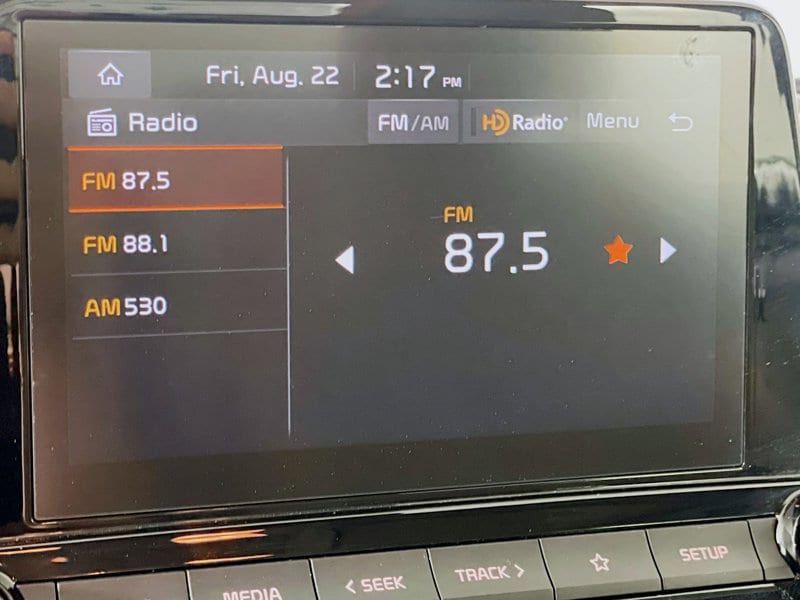 Fri, Aug. 22 2:17 PM
Radio FM/AM HD Radio® Menu
FM 87.5
FM 88.1
AM 530
FM
87.5
MEDIA < SEEK TRACK > SETUP